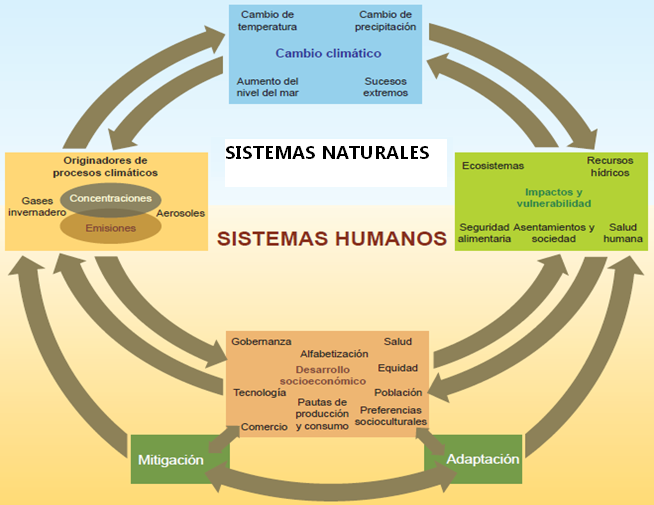 Cambio de
temperatura
Cambio de
precipitación
Cambio climático
Aumento del
nivel del mar
Sucesos
extremos
SISTEMAS NATURALES
Originadores de
procesos climáticos
Gases
invernadero
Concentraciones
Aerosoles
Emisiones
Ecosistemas
Recursos
hídricos
Impactos y
vulnerabilidad
Seguridad
alimentaria
Asentamientos y
sociedad
Salud
humana
SISTEMAS HUMANOS
Gobernanza
Alfabetización
Salud
Desarrollo
socioeconómico
Equidad
Tecnología
Población
Pautas de
producción
y consumo
Preferencias
socioculturales
Comercio
Mitigación
Adaptación